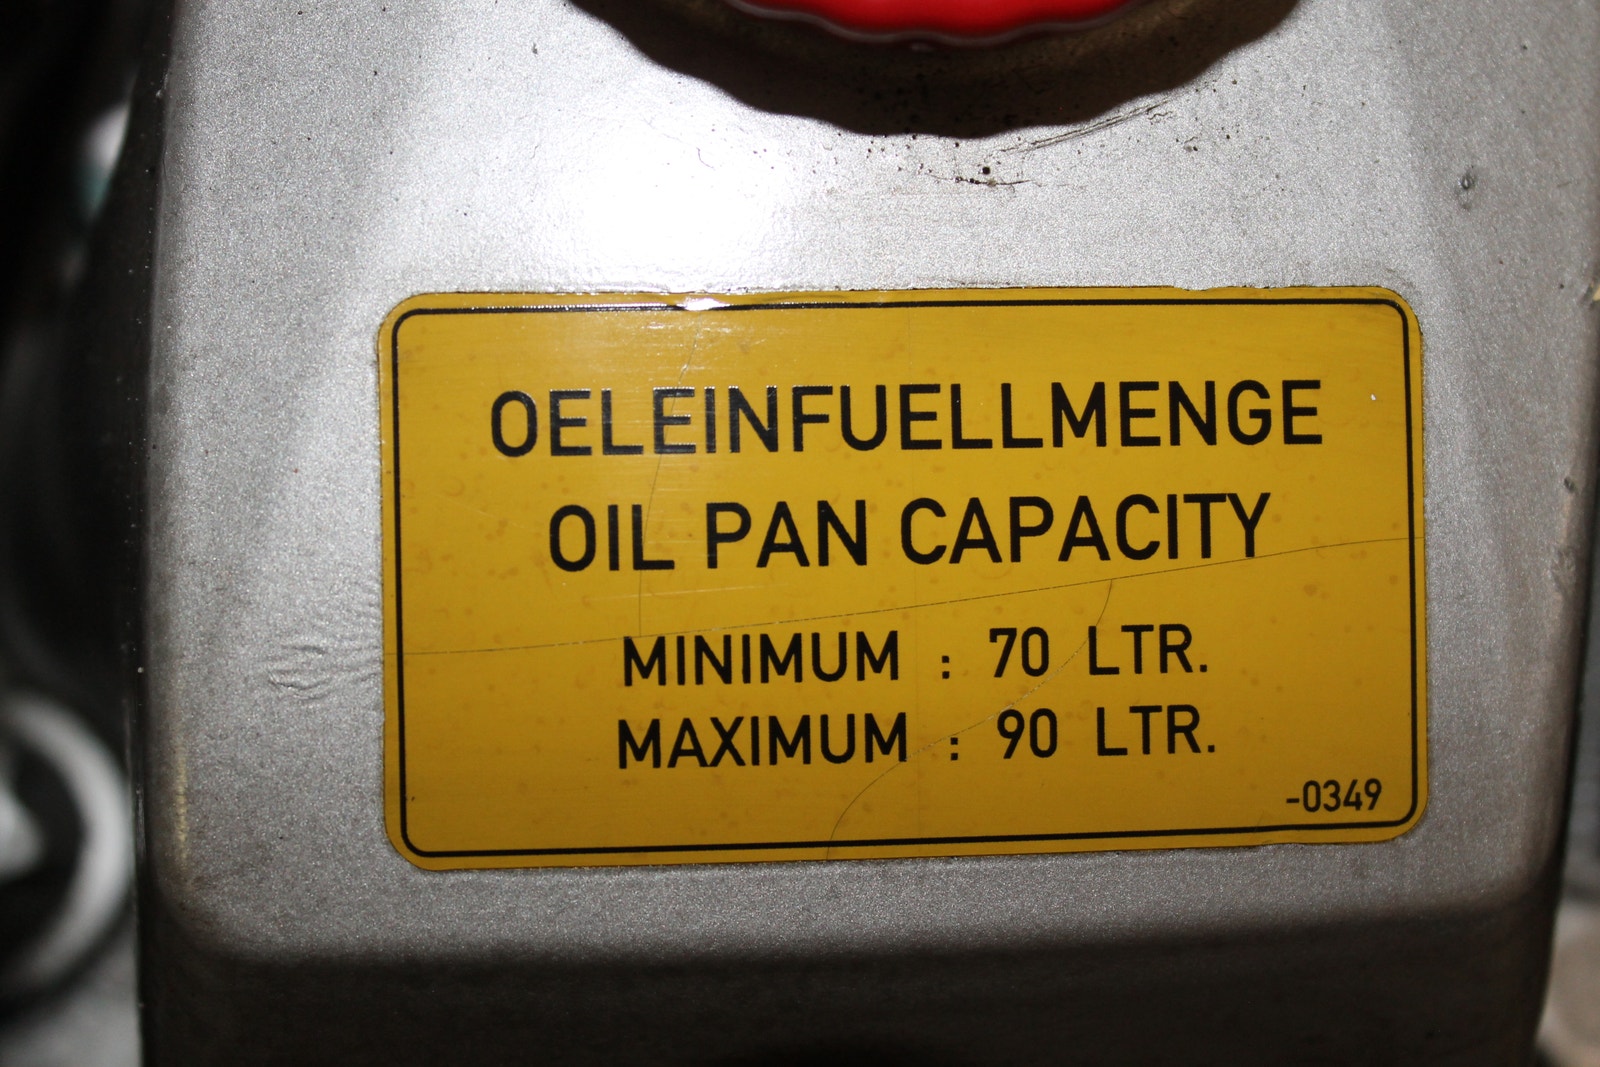 OELEINFUELLMENGE
OIL PAN CAPACITY
MINIMUM : 70 LTR.
MAXIMUM : 90 LTR.
-0349